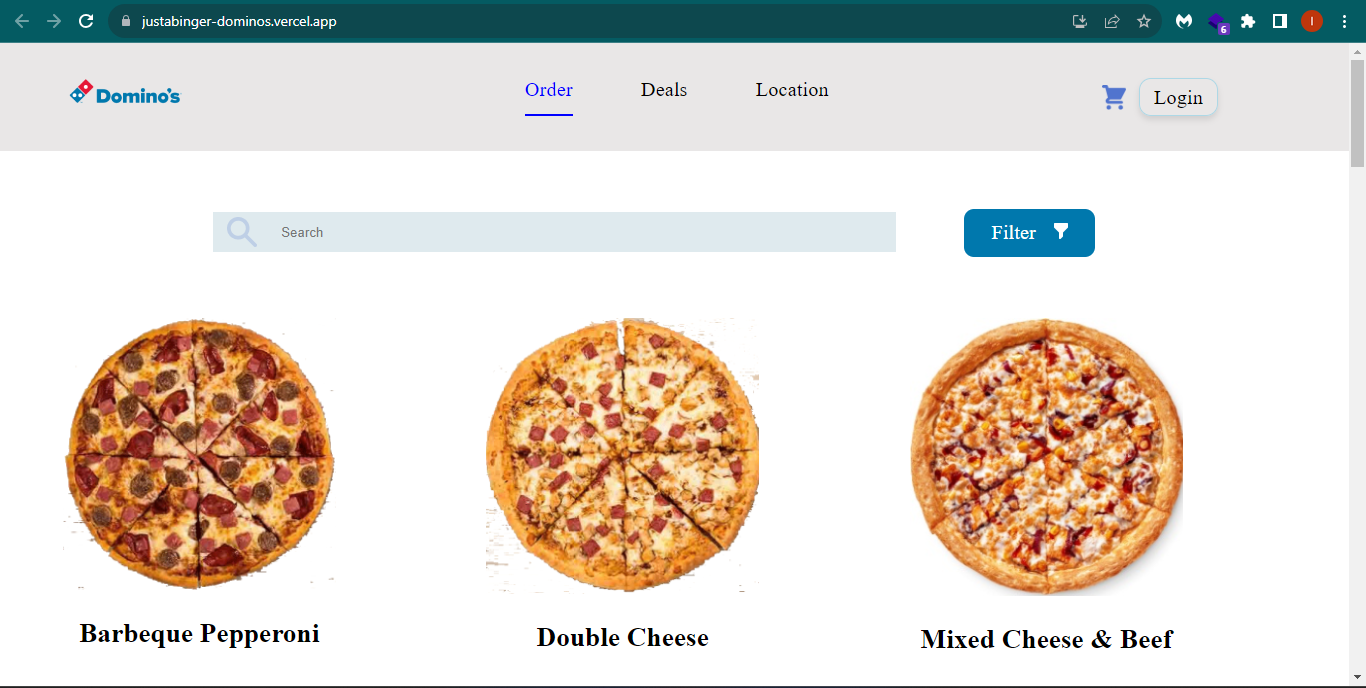 justabinger-dominos.vercel.app
6
I
Domino's
Order Deals Location
Login
Search
Filter
Barbeque Pepperoni
Double Cheese
Mixed Cheese & Beef